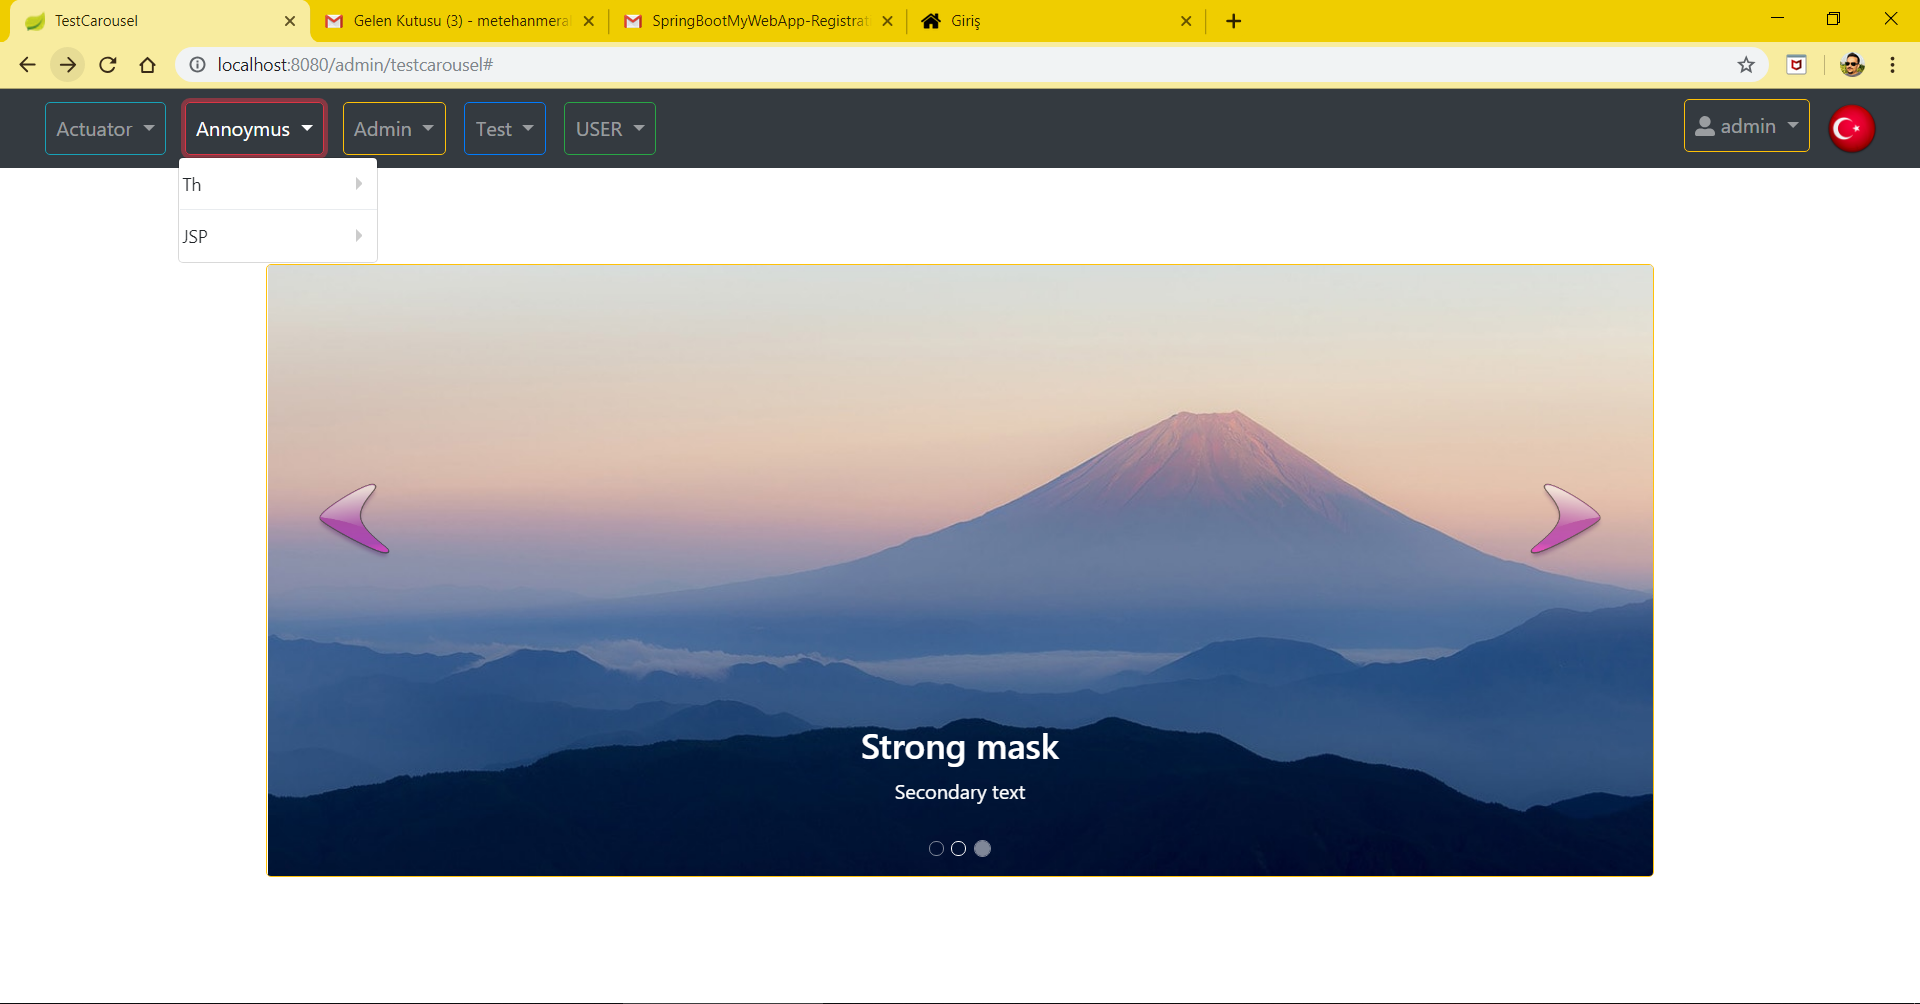 TestCarousel
Gelen Kutusu (3) - metehanmera
SpringBootMyWebApp-Registrat
Giriş
localhost:8080/admin/testcarousel#
Actuator
Annoymus
Admin
Test
USER
admin
Th
JSP
Strong mask
Secondary text